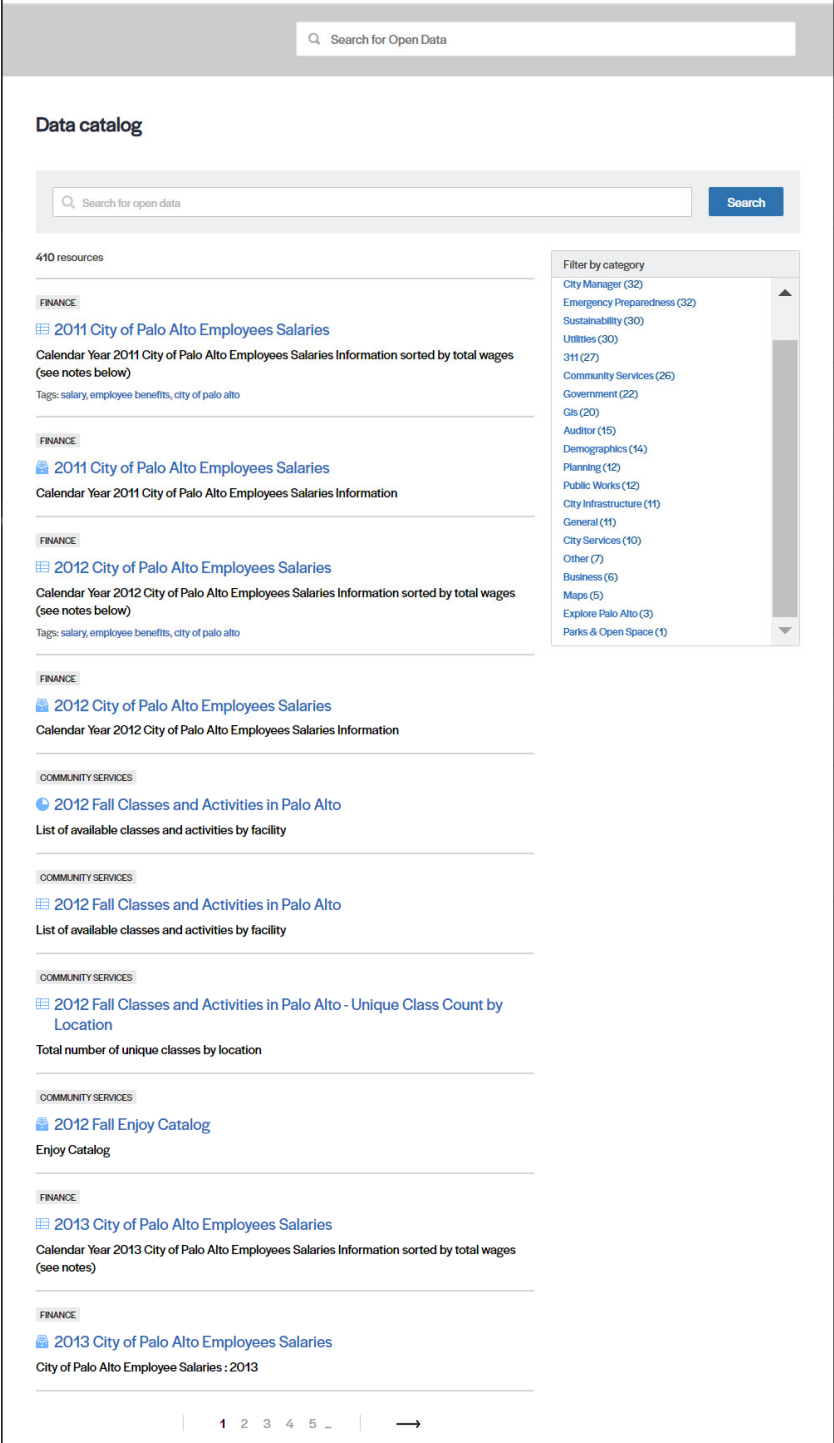 Search for Open Data
Data catalog
Search for open data
Search
410 resources
FINANCE
2011 City of Palo Alto Employees Salaries
Calendar Year 2011 City of Palo Alto Employees Salaries Information sorted by total wages
(see notes below)
Tags: salary, employee benefits, city of palo alto
FINANCE
2011 City of Palo Alto Employees Salaries
Calendar Year 2011 City of Palo Alto Employees Salaries Information
FINANCE
2012 City of Palo Alto Employees Salaries
Calendar Year 2012 City of Palo Alto Employees Salaries Information sorted by total wages
(see notes below)
Tags: salary, employee benefits, city of palo alto
FINANCE
2012 City of Palo Alto Employees Salaries
Calendar Year 2012 City of Palo Alto Employees Salaries Information
COMMUNITY SERVICES
2012 Fall Classes and Activities in Palo Alto
List of available classes and activities by facility
COMMUNITY SERVICES
2012 Fall Classes and Activities in Palo Alto
List of available classes and activities by facility
COMMUNITY SERVICES
2012 Fall Classes and Activities in Palo Alto - Unique Class Count by
Location
Total number of unique classes by location
COMMUNITY SERVICES
2012 Fall Enjoy Catalog
Enjoy Catalog
FINANCE
2013 City of Palo Alto Employees Salaries
Calendar Year 2013 City of Palo Alto Employees Salaries Information sorted by total wages
(see notes)
FINANCE
2013 City of Palo Alto Employees Salaries
City of Palo Alto Employee Salaries : 2013
1 2 3 4 5 ...
Filter by category
City Manager (32)
Emergency Preparedness (32)
Sustainability (30)
Utilities (30)
311 (27)
Community Services (26)
Government (22)
Gis (20)
Auditor (15)
Demographics (14)
Planning (12)
Public Works (12)
City Infrastructure (11)
General (11)
City Services (10)
Other (7)
Business (6)
Maps (5)
Explore Palo Alto (3)
Parks & Open Space (1)